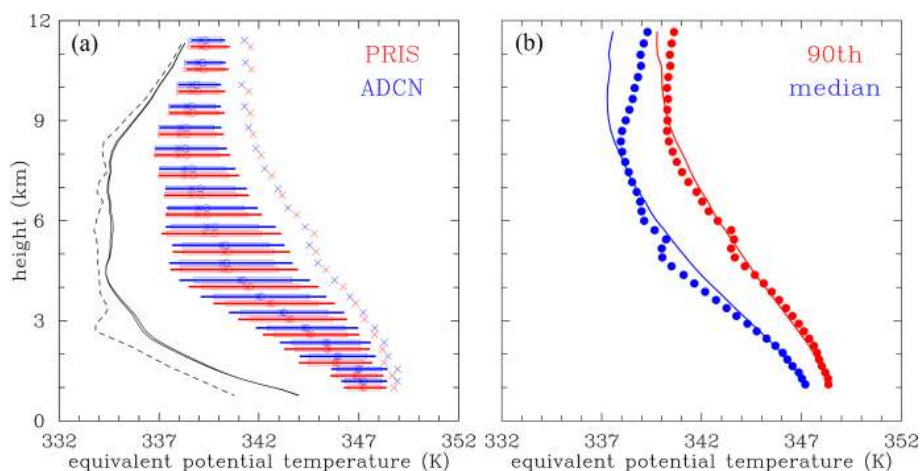 12
9
6
3
0
height (km)
(a)
PRIS
ADCN
332 337 342 347 352
equivalent potential temperature (K)
(b)
90th
median
332 337 342 347 352
equivalent potential temperature (K)